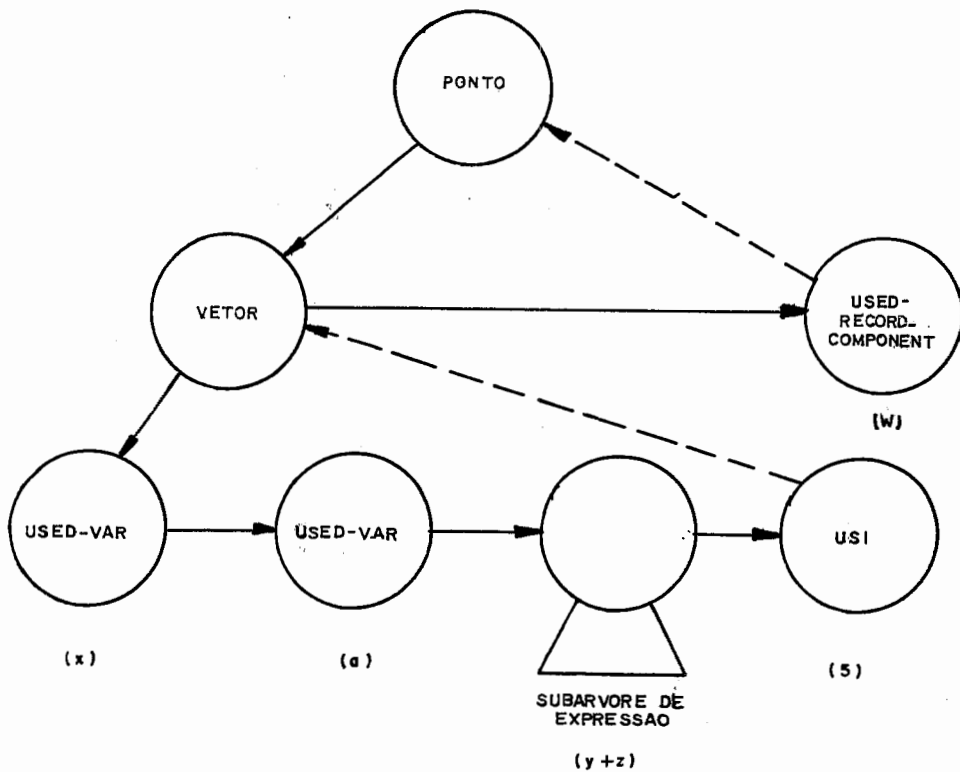 PONTO
VETOR
USED-
RECORD-
COMPONENT
(W)
USED-VAR
USED-VAR
USI
(x)
(a)
(5)
SUBARVORE DE
EXPRESSAO
(y+z)